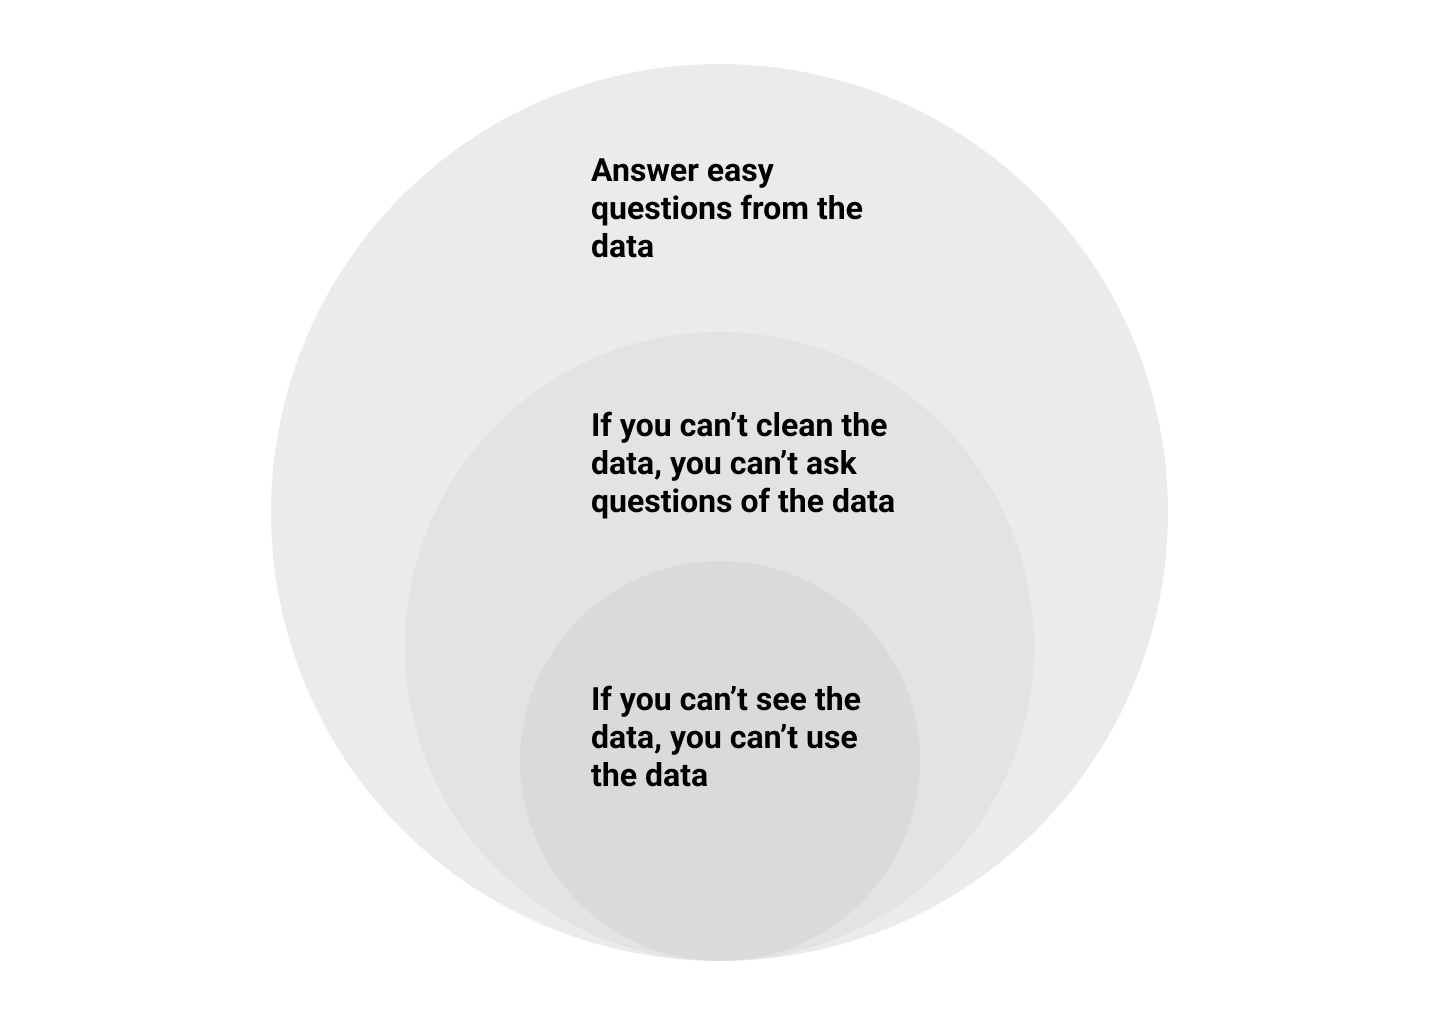 Answer easy
questions from the
data
If you can’t clean the
data, you can’t ask
questions of the data
If you can’t see the
data, you can’t use
the data